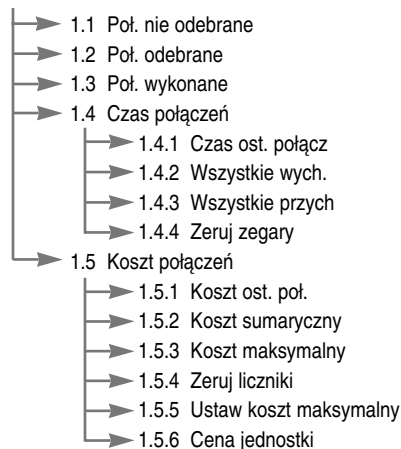 1.1 Poł. nie odebrane
1.2 Poł. odebrane
1.3 Poł. wykonane
1.4 Czas połączeń
1.4.1 Czas ost. połącz
1.4.2 Wszystkie wych.
1.4.3 Wszystkie przych
1.4.4 Zeruj zegary
1.5 Koszt połączeń
1.5.1 Koszt ost. poł.
1.5.2 Koszt sumaryczny
1.5.3 Koszt maksymalny
1.5.4 Zeruj liczniki
1.5.5 Ustaw koszt maksymalny
1.5.6 Cena jednostki